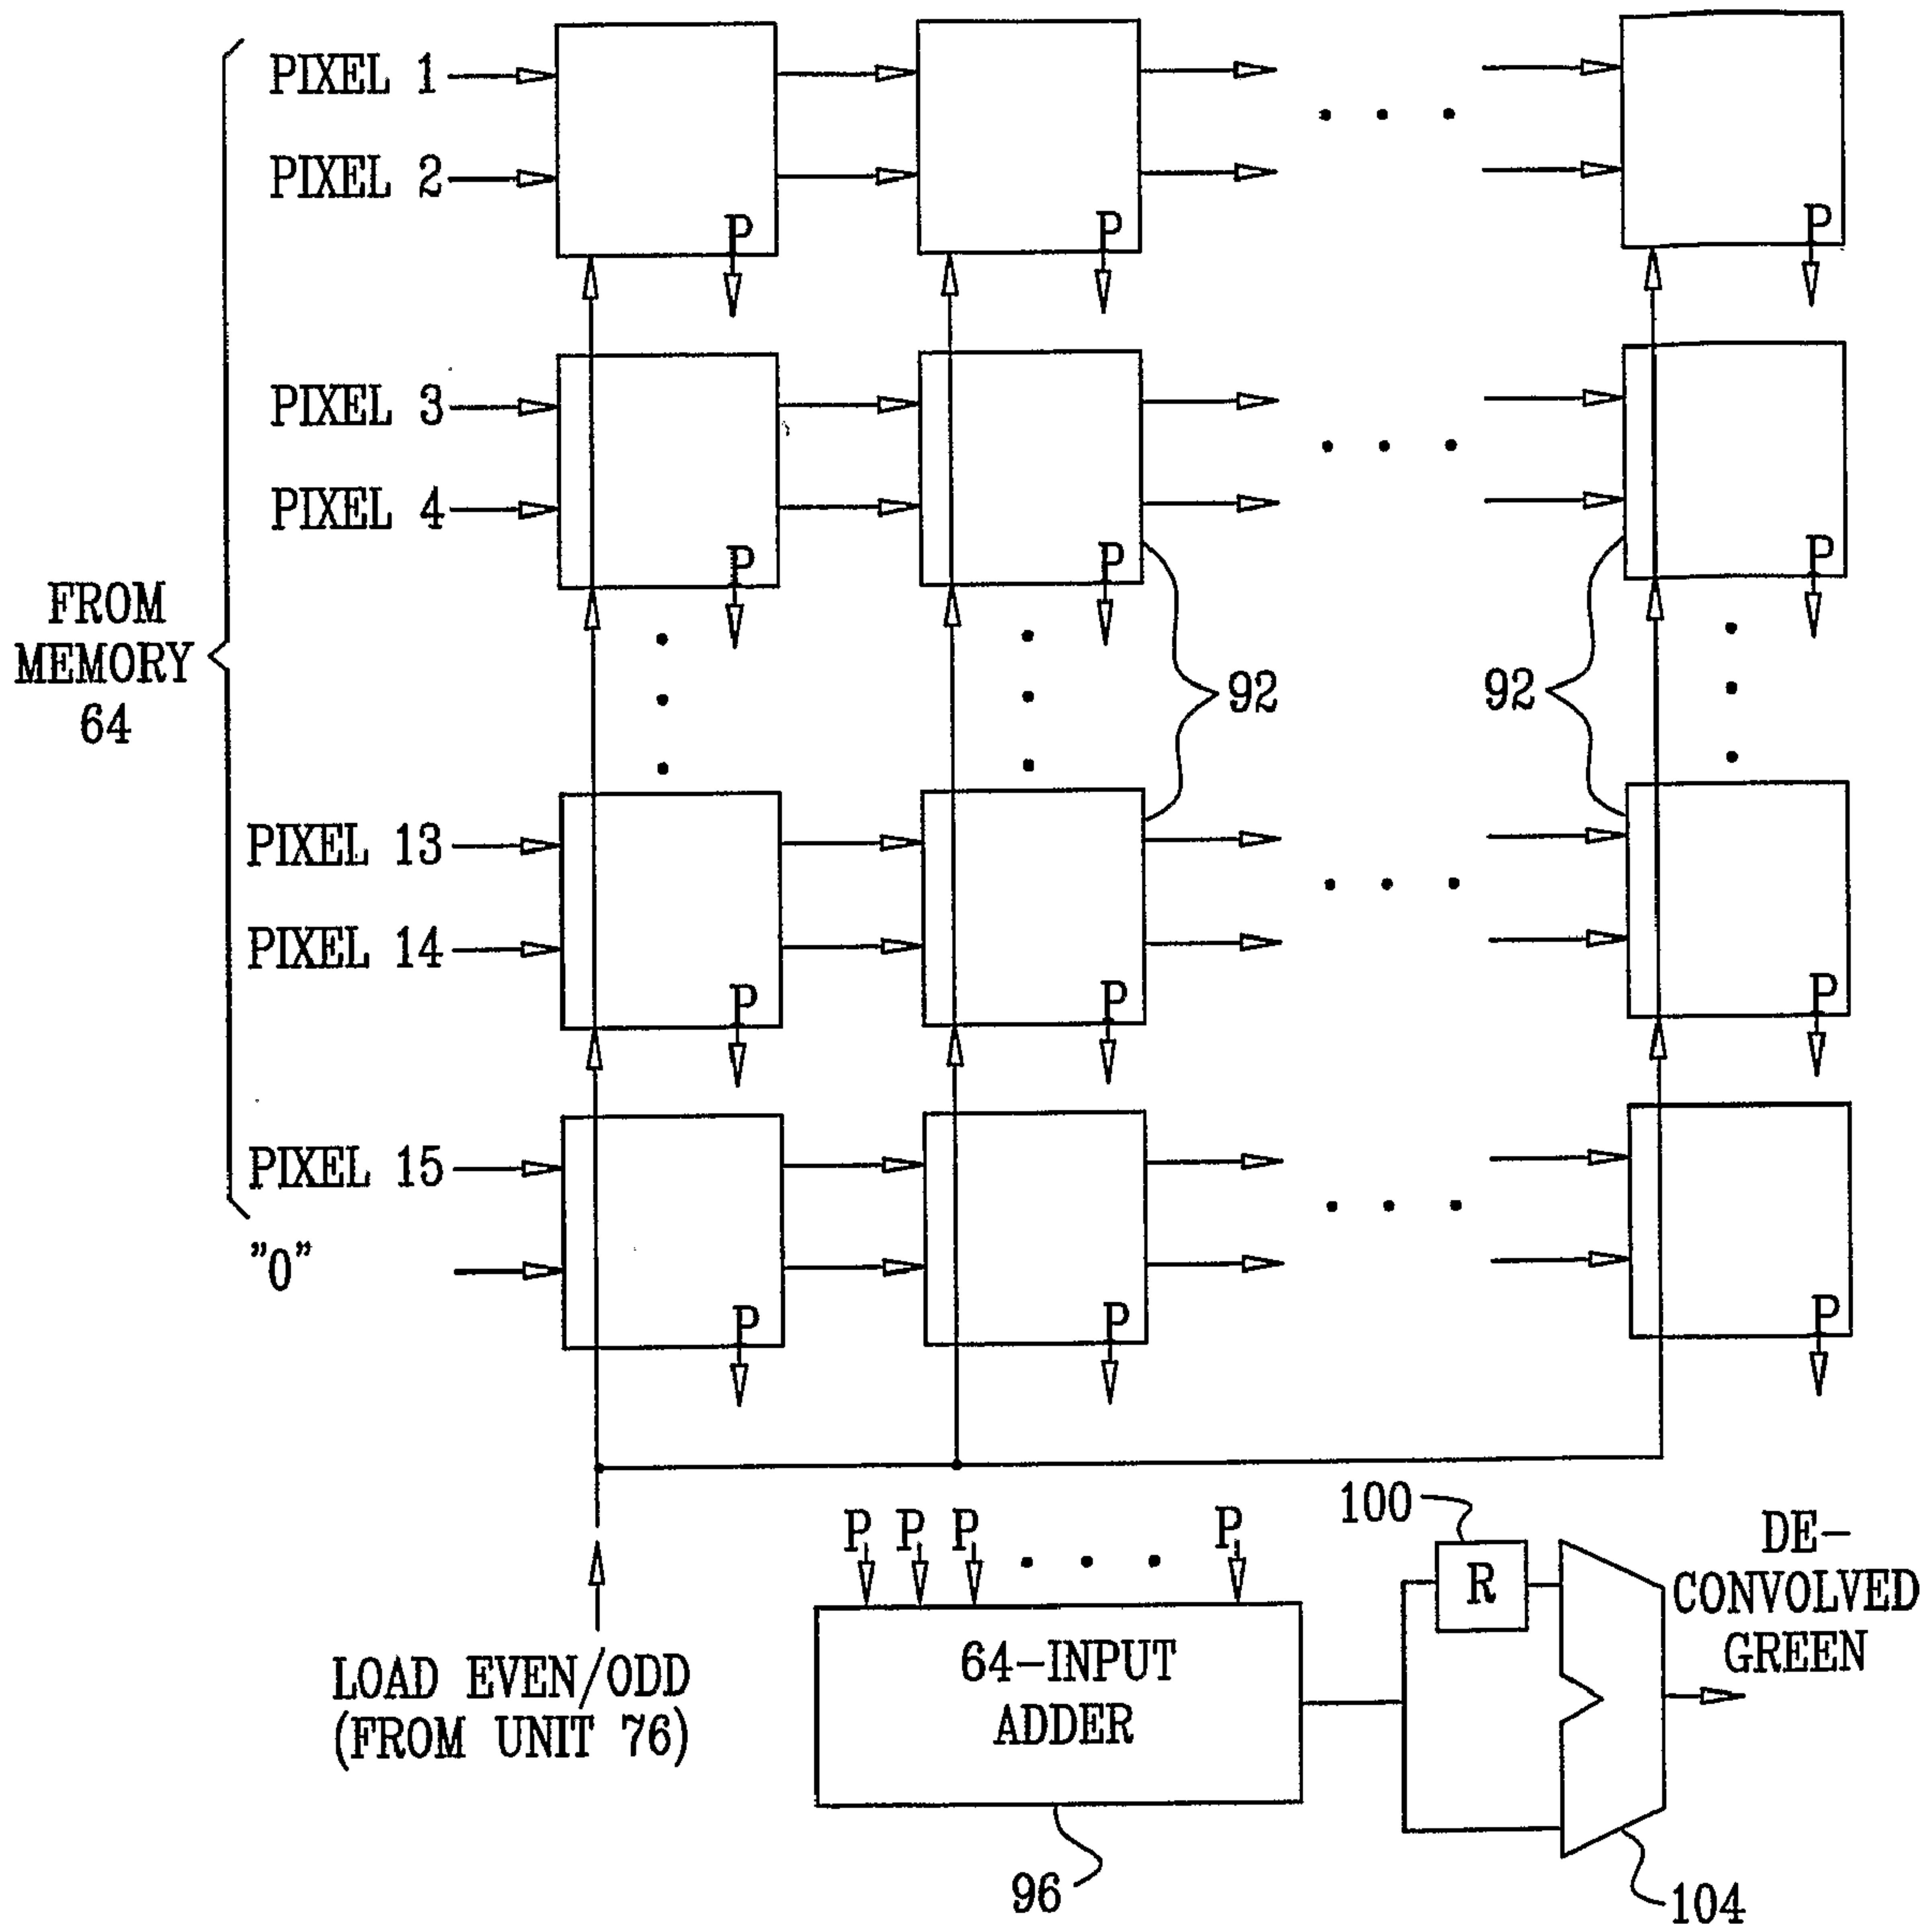 PIXEL 1
PIXEL 2
P P P
PIXEL 3
PIXEL 4
P P P
FROM
MEMORY
64
92 92
PIXEL 13
PIXEL 14
P P P
PIXEL 15
"0"
P P P
LOAD EVEN/ODD
(FROM UNIT 76)
P P P P
64-INPUT
ADDER
96
100
R
104
DE-
CONVOLVED
GREEN